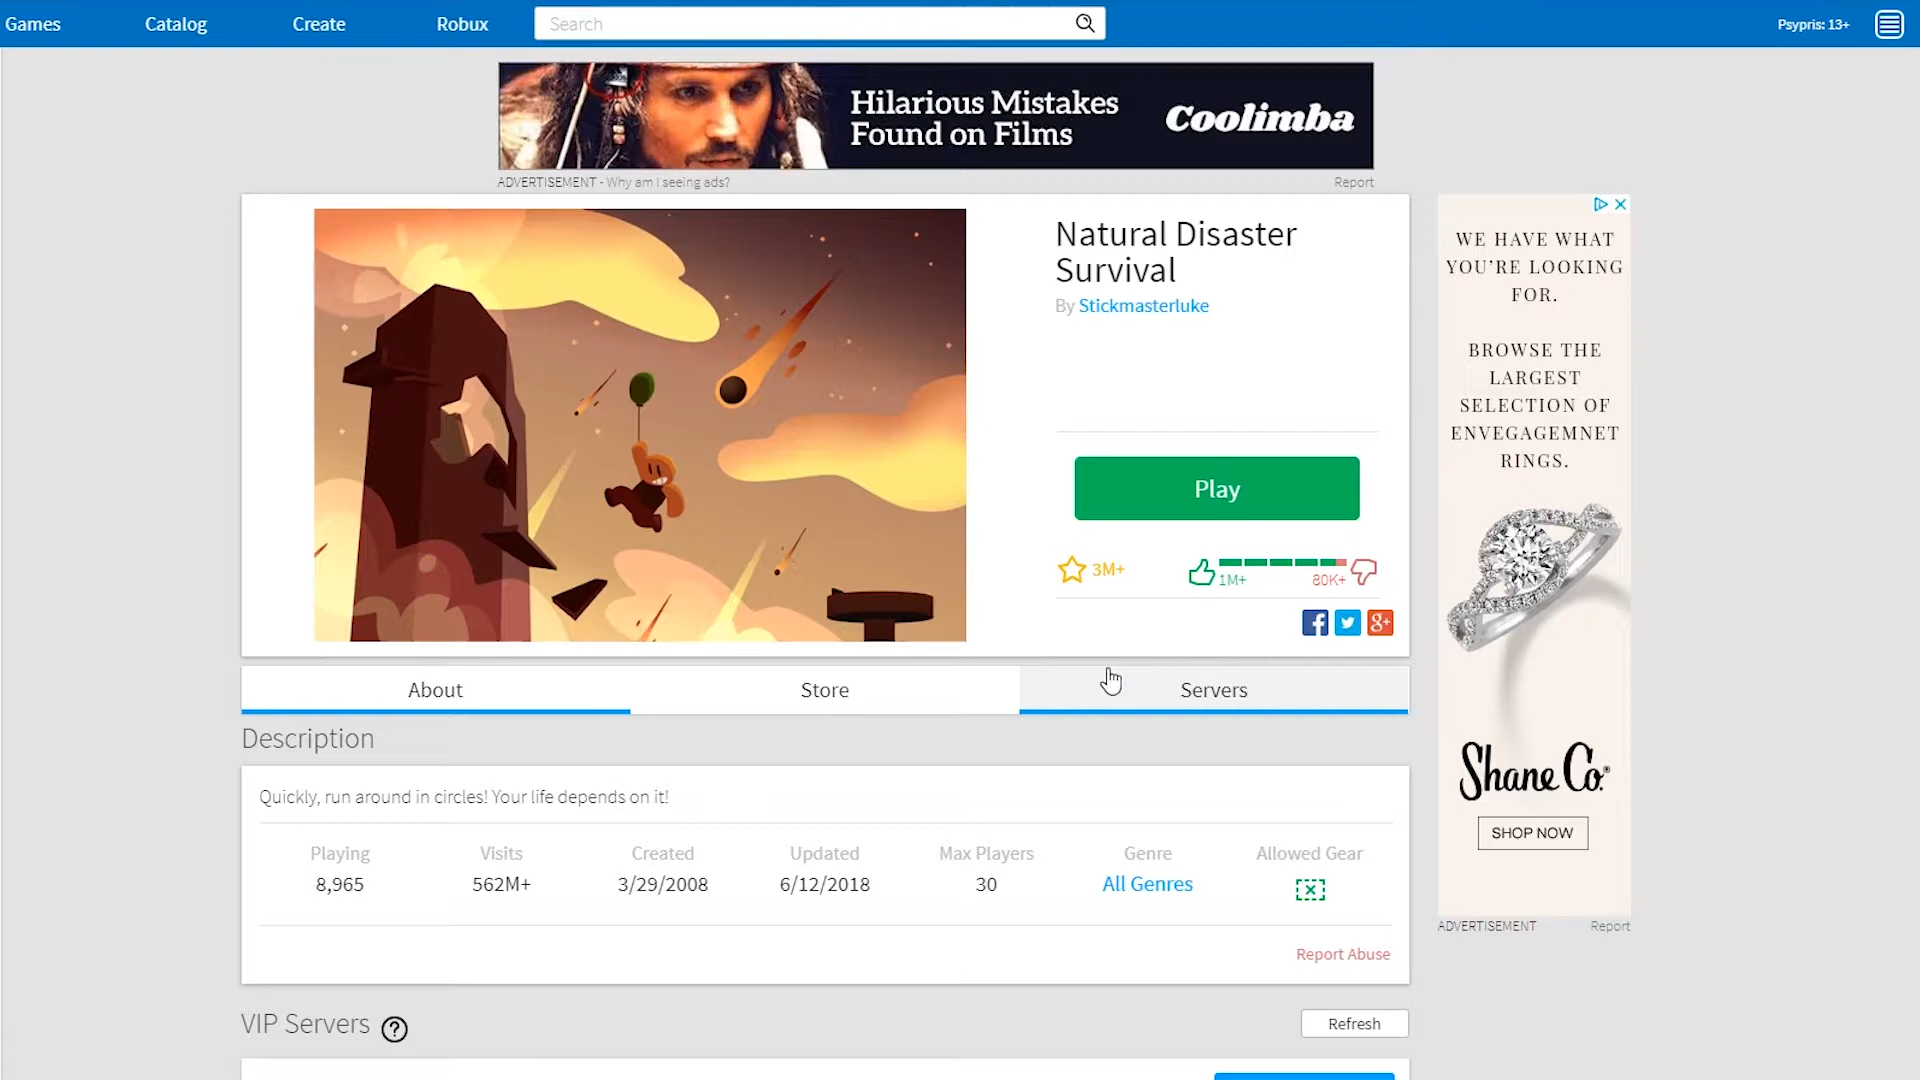 Games Catalog Create Robux Search Psypris: 13+
Hilarious Mistakes
Found on Films
Coolimba
ADVERTISEMENT - Why am I seeing ads? Report
Natural Disaster
Survival
By Stickmasterluke
Play
3M+ 1M+ 80K+
f g+
About Store Servers
Description
Quickly, run around in circles! Your life depends on it!
Playing Visits Created Updated Max Players Genre Allowed Gear
8,965 562M+ 3/29/2008 6/12/2018 30 All Genres
Report Abuse
VIP Servers ? Refresh
WE HAVE WHAT
YOU'RE LOOKING
FOR.
BROWSE THE
LARGEST
SELECTION OF
ENVEGAGEMNET
RINGS.
Shane Co.®
SHOP NOW
ADVERTISEMENT Report